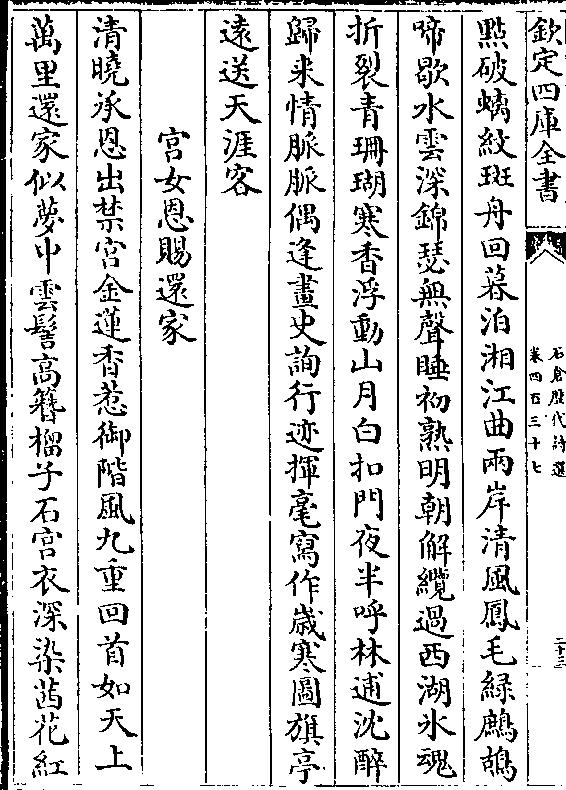 欽定四庫全書
石倉歷代詩選
卷四百三十七
二十三
點破螭紋斑舟回暮泊湘江曲兩岸清風鳳毛緑鷓鴣
啼歇水雲深錦瑟無聲睡初熟明朝解纜過西湖氷魂
折裂青珊瑚寒香浮動山月白扣門夜半呼林逋沈醉
歸来情脈脈偶逢畫史詢行迹揮毫寫作歲寒圖旗亭
遠送天涯客
宮女恩賜還家
清曉承恩出禁宮金蓮香惹御階風九重回首如天上
萬里還家似夢中雲髻高簪榴子石宮衣深染茜花紅